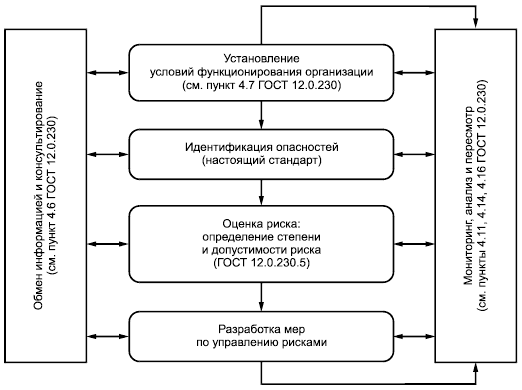 Обмен информацией и консультирование
(см. пункт 4.6 ГОСТ 12.0.230)
Установление
условий функционирования организации
(см. пункт 4.7 ГОСТ 12.0.230)
Идентификация опасностей
(настоящий стандарт)
Оценка риска:
определение степени
и допустимости риска
(ГОСТ 12.0.230.5)
Разработка мер
по управлению рисками
Мониторинг, анализ и пересмотр
(см. пункты 4.11, 4.14, 4.16 ГОСТ 12.0.230)